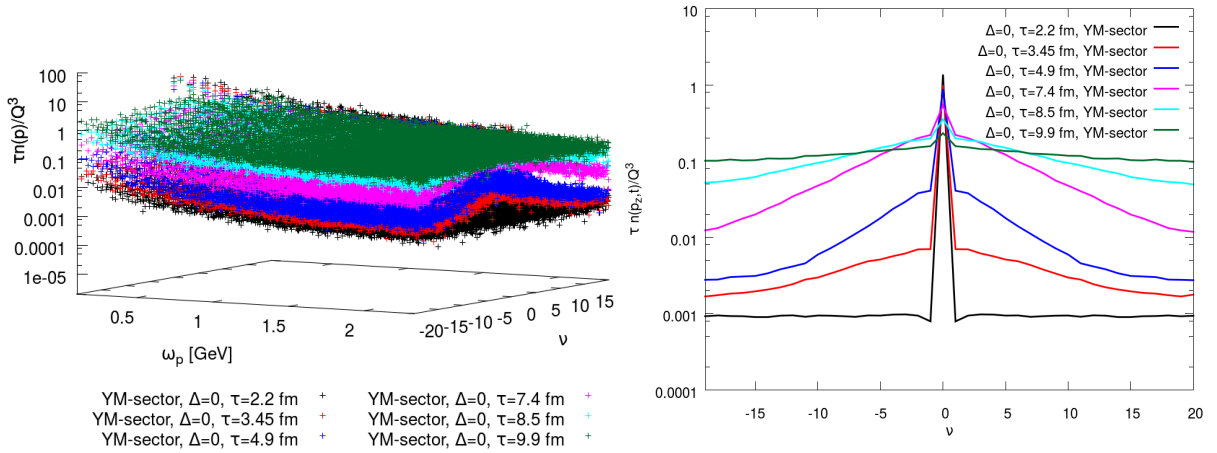 τn(p)/Q³
100
10
1
0.1
0.01
0.001
0.0001
1e-05
0.5
1
1.5
2
ω_p [GeV]
-20 -15 -10 -5 0 5 10 15
ν
YM-sector, Δ=0, τ=2.2 fm
YM-sector, Δ=0, τ=3.45 fm
YM-sector, Δ=0, τ=4.9 fm
YM-sector, Δ=0, τ=7.4 fm
YM-sector, Δ=0, τ=8.5 fm
YM-sector, Δ=0, τ=9.9 fm
τ n(p_z,t)/Q³
10
1
0.1
0.01
0.001
0.0001
-15 -10 -5 0 5 10 15 20
ν
Δ=0, τ=2.2 fm, YM-sector
Δ=0, τ=3.45 fm, YM-sector
Δ=0, τ=4.9 fm, YM-sector
Δ=0, τ=7.4 fm, YM-sector
Δ=0, τ=8.5 fm, YM-sector
Δ=0, τ=9.9 fm, YM-sector